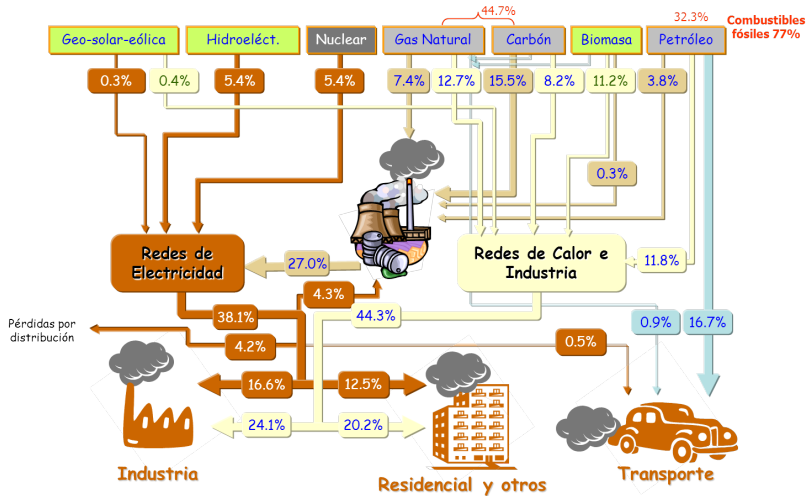 44.7%
32.3%
Combustibles
fósiles 77%
Geo-solar-eólica
Hidroeléct.
Nuclear
Gas Natural
Carbón
Biomasa
Petróleo
0.3%
0.4%
5.4%
5.4%
7.4%
12.7%
15.5%
8.2%
11.2%
3.8%
0.3%
Redes de
Electricidad
27.0%
Redes de Calor e
Industria
11.8%
4.3%
38.1%
44.3%
0.9%
16.7%
Pérdidas por
distribución
4.2%
0.5%
16.6%
12.5%
24.1%
20.2%
Industria
Residencial y otros
Transporte